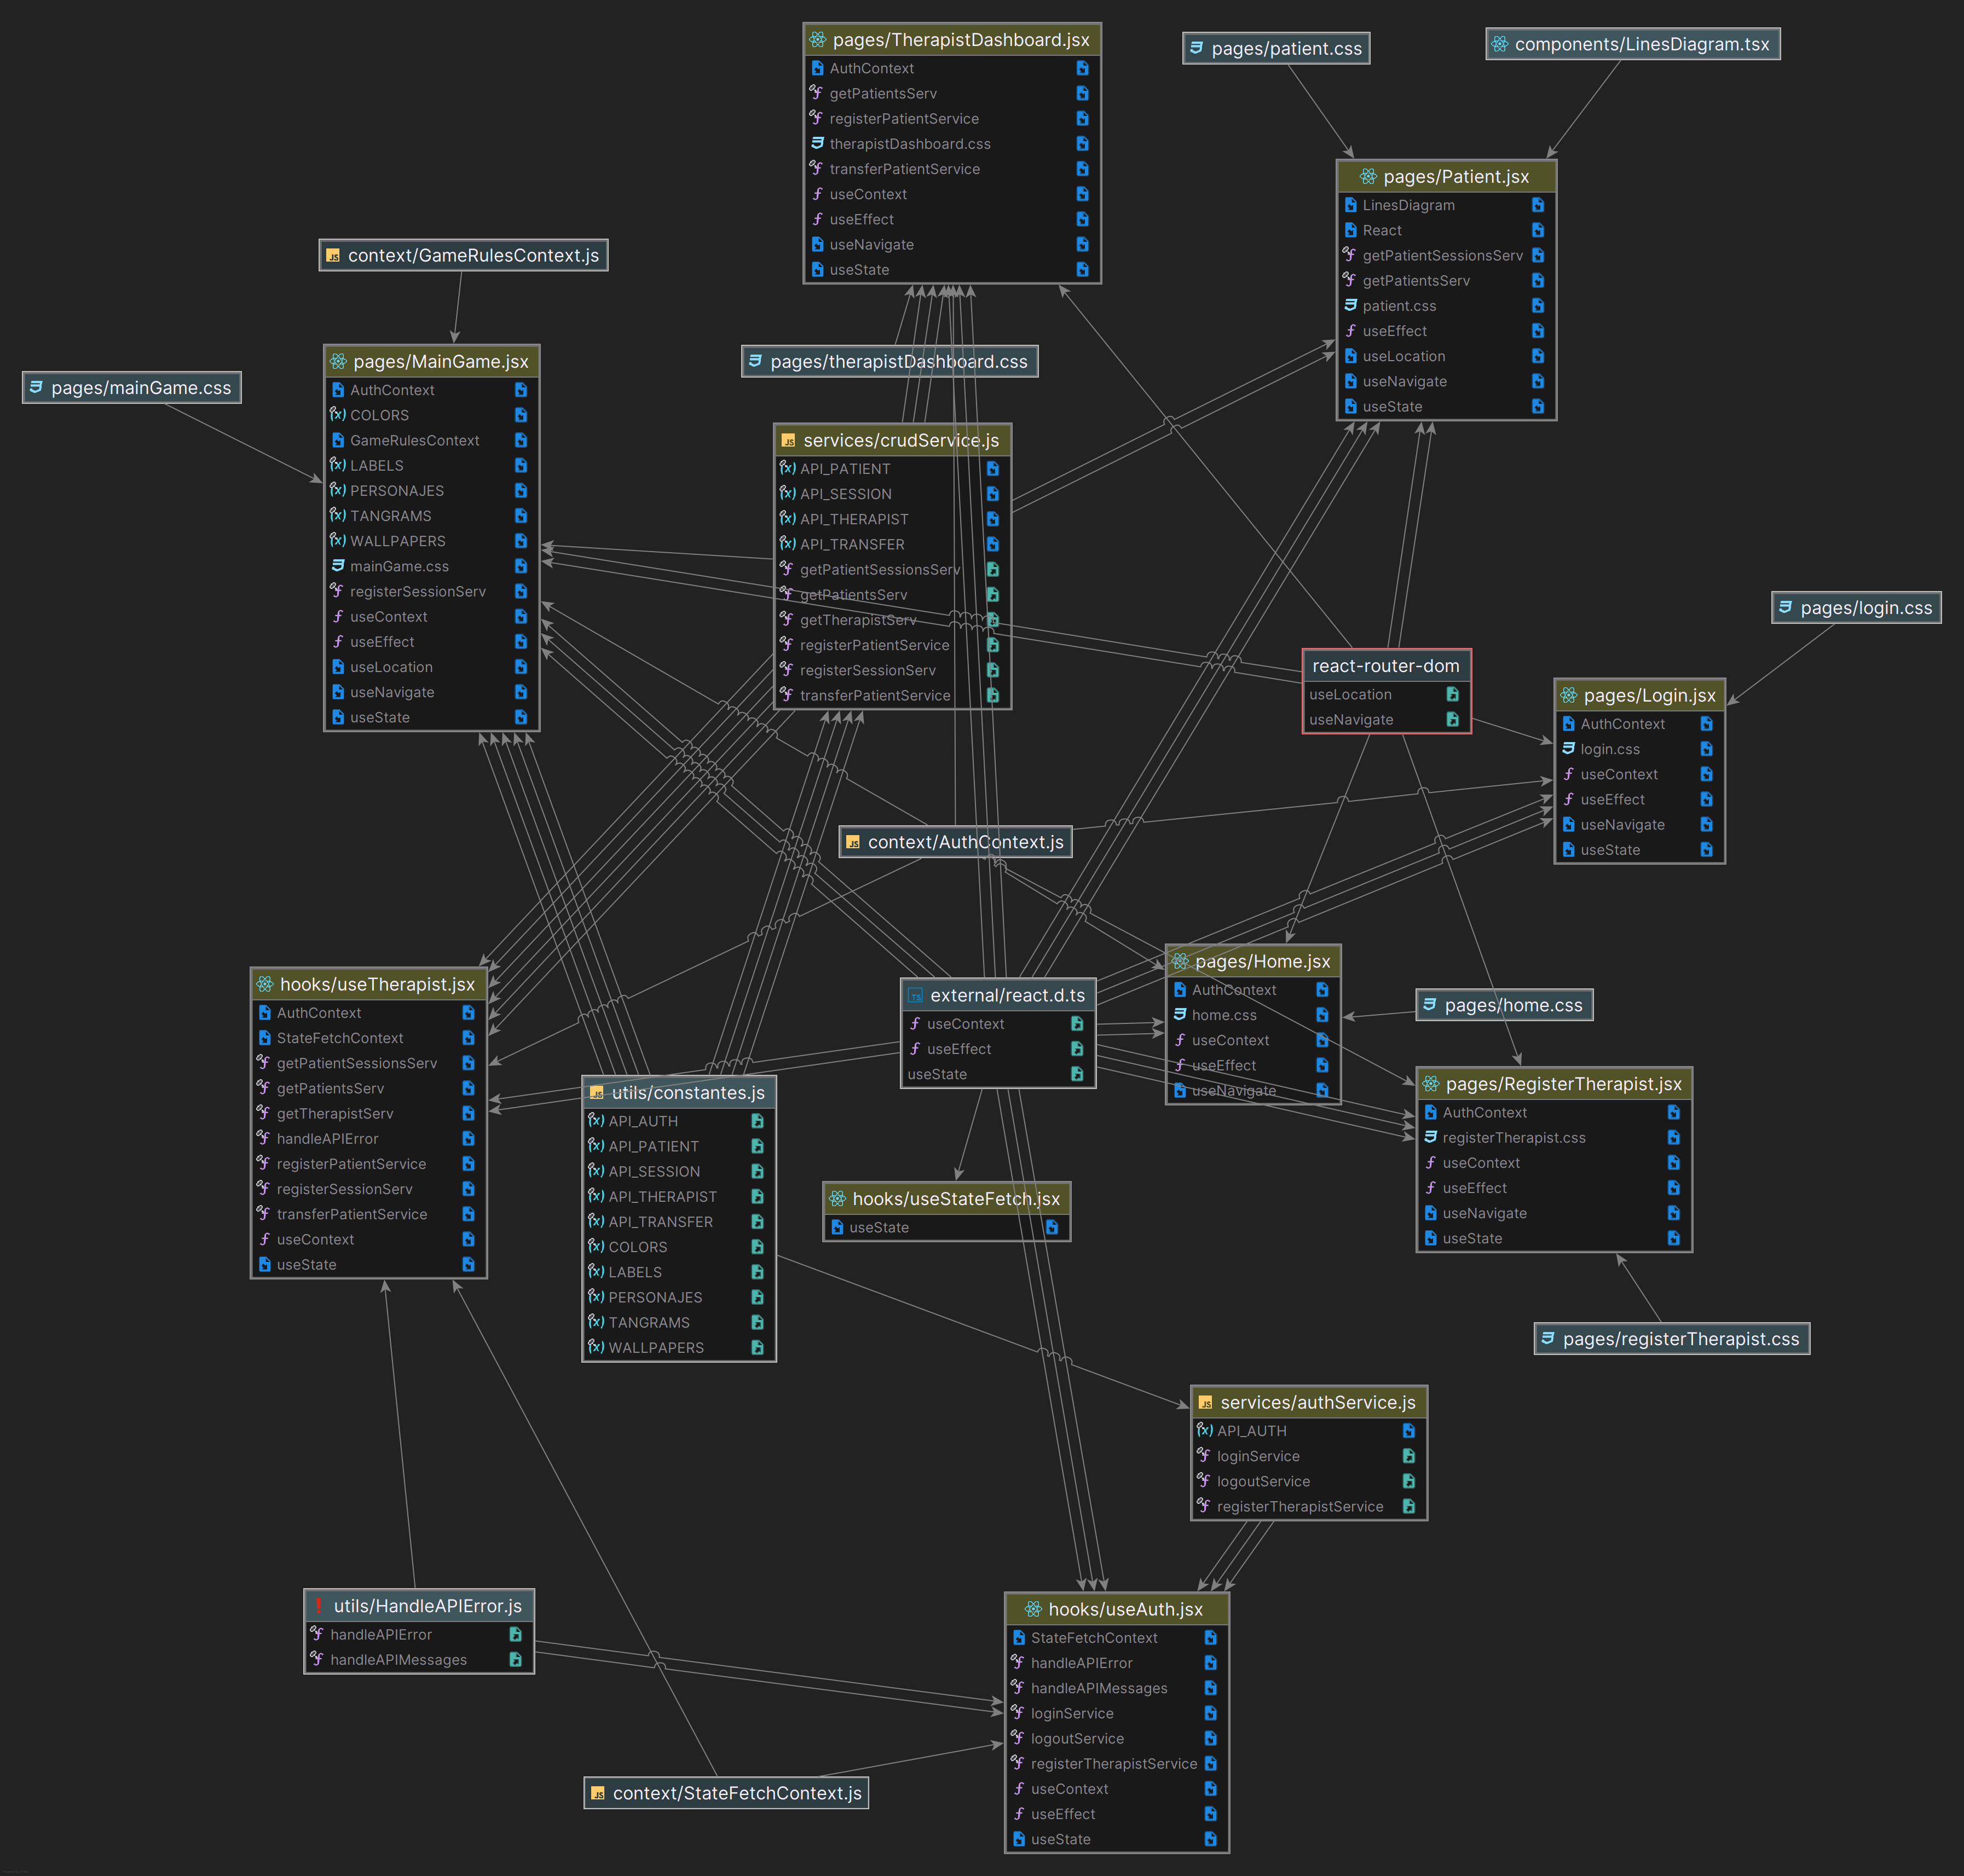 pages/TherapistDashboard.jsx
AuthContext
getPatientsServ
registerPatientService
therapistDashboard.css
transferPatientService
useContext
useEffect
useNavigate
useState
pages/patient.css
components/LinesDiagram.tsx
pages/Patient.jsx
LinesDiagram
React
getPatientSessionsServ
getPatientsServ
patient.css
useEffect
useLocation
useNavigate
useState
JS context/GameRulesContext.js
pages/MainGame.jsx
AuthContext
(x) COLORS
GameRulesContext
(x) LABELS
(x) PERSONAJES
(x) TANGRAMS
(x) WALLPAPERS
mainGame.css
registerSessionServ
useContext
useEffect
useLocation
useNavigate
useState
pages/mainGame.css
pages/therapistDashboard.css
JS services/crudService.js
(x) API_PATIENT
(x) API_SESSION
(x) API_THERAPIST
(x) API_TRANSFER
getPatientSessionsServ
getPatientsServ
getTherapistServ
registerPatientService
registerSessionServ
transferPatientService
react-router-dom
useLocation
useNavigate
pages/login.css
pages/Login.jsx
AuthContext
login.css
useContext
useEffect
useNavigate
useState
JS context/AuthContext.js
hooks/useTherapist.jsx
AuthContext
StateFetchContext
getPatientSessionsServ
getPatientsServ
getTherapistServ
handleAPIError
registerPatientService
registerSessionServ
transferPatientService
useContext
useState
TS external/react.d.ts
useContext
useEffect
useState
pages/Home.jsx
AuthContext
home.css
useContext
useEffect
useNavigate
pages/home.css
pages/RegisterTherapist.jsx
AuthContext
registerTherapist.css
useContext
useEffect
useNavigate
useState
JS utils/constantes.js
(x) API_AUTH
(x) API_PATIENT
(x) API_SESSION
(x) API_THERAPIST
(x) API_TRANSFER
(x) COLORS
(x) LABELS
(x) PERSONAJES
(x) TANGRAMS
(x) WALLPAPERS
hooks/useStateFetch.jsx
useState
pages/registerTherapist.css
JS services/authService.js
(x) API_AUTH
loginService
logoutService
registerTherapistService
! utils/HandleAPIError.js
handleAPIError
handleAPIMessages
hooks/useAuth.jsx
StateFetchContext
handleAPIError
handleAPIMessages
loginService
logoutService
registerTherapistService
useContext
useEffect
useState
JS context/StateFetchContext.js